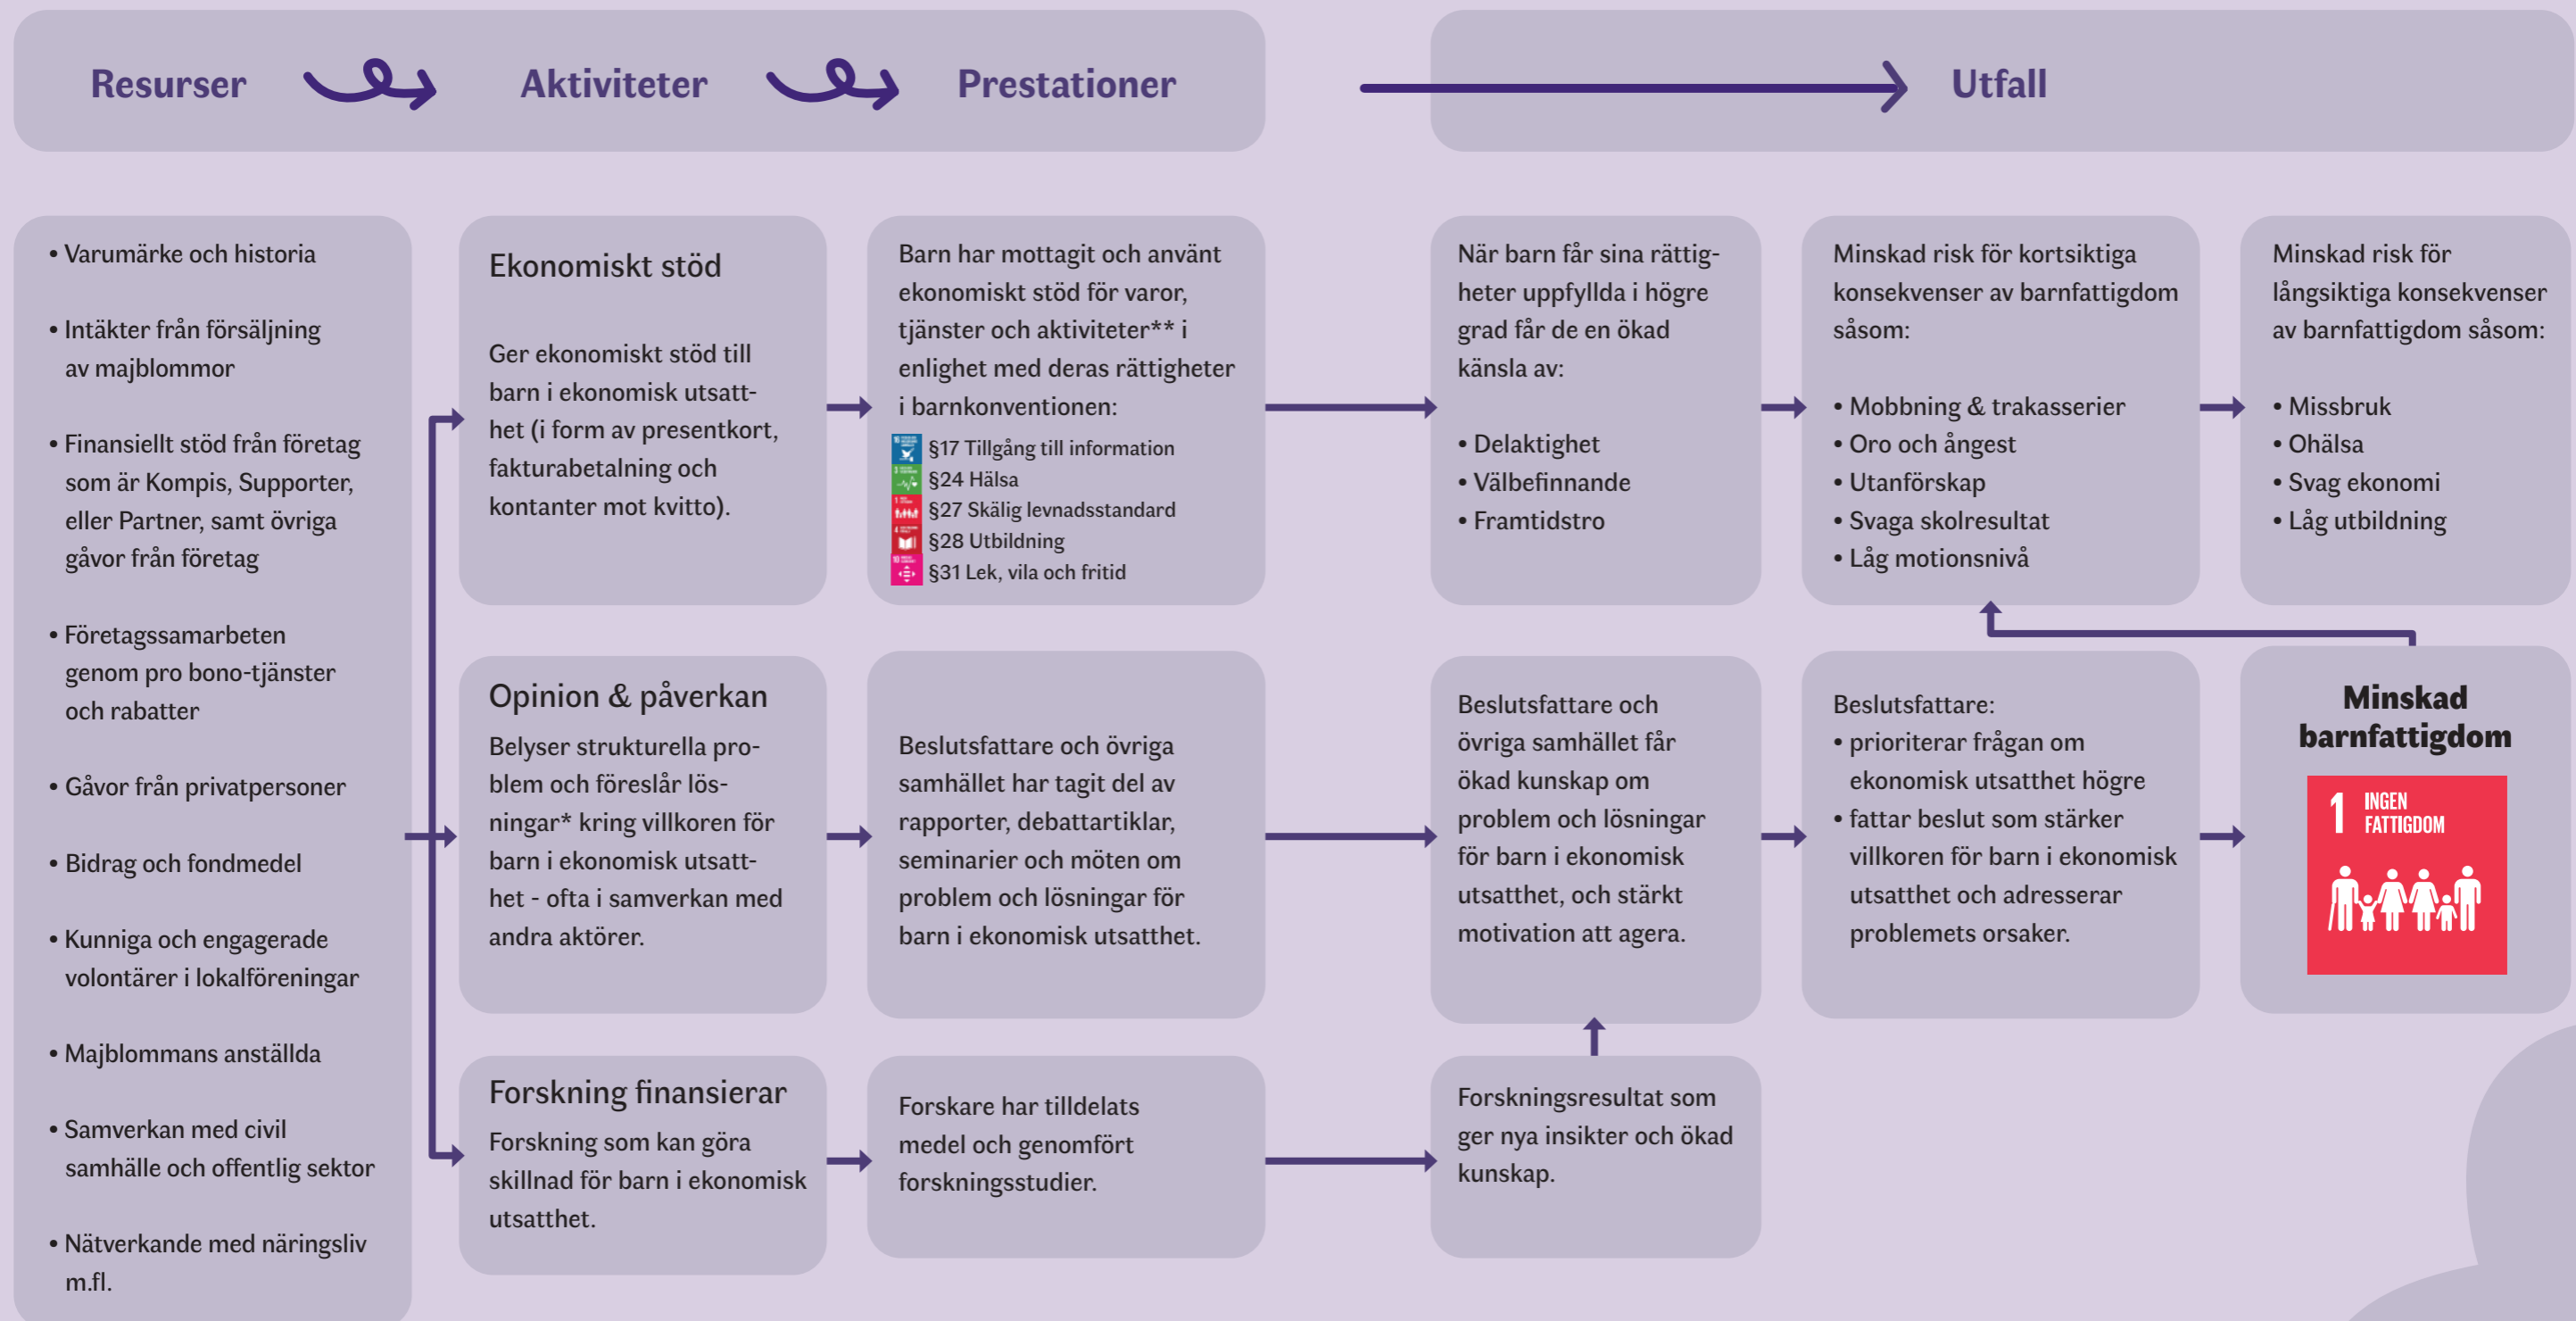 Resurser
Aktiviteter
Prestationer
Utfall
• Varumärke och historia
• Intäkter från försäljning
av majblommor
• Finansiellt stöd från företag
som är Kompis, Supporter,
eller Partner, samt övriga
gåvor från företag
• Företagssamarbeten
genom pro bono-tjänster
och rabatter
• Gåvor från privatpersoner
• Bidrag och fondmedel
• Kunniga och engagerade
volontärer i lokalföreningar
• Majblommans anställda
• Samverkan med civil
samhälle och offentlig sektor
• Nätverkande med näringsliv
m.fl.
Ekonomiskt stöd
Ger ekonomiskt stöd till
barn i ekonomisk utsatt-
het (i form av presentkort,
fakturabetalning och
kontanter mot kvitto).
Barn har mottagit och använt
ekonomiskt stöd för varor,
tjänster och aktiviteter** i
enlighet med deras rättigheter
i barnkonventionen:
§17 Tillgång till information
§24 Hälsa
§27 Skälig levnadsstandard
§28 Utbildning
§31 Lek, vila och fritid
När barn får sina rättig-
heter uppfyllda i högre
grad får de en ökad
känsla av:
• Delaktighet
• Välbefinnande
• Framtidstro
Minskad risk för kortsiktiga
konsekvenser av barnfattigdom
såsom:
• Mobbning & trakasserier
• Oro och ångest
• Utanförskap
• Svaga skolresultat
• Låg motionsnivå
Minskad risk för
långsiktiga konsekvenser
av barnfattigdom såsom:
• Missbruk
• Ohälsa
• Svag ekonomi
• Låg utbildning
Opinion & påverkan
Belyser strukturella pro-
blem och föreslår lös-
ningar* kring villkoren för
barn i ekonomisk utsatt-
het - ofta i samverkan med
andra aktörer.
Beslutsfattare och övriga
samhället har tagit del av
rapporter, debattartiklar,
seminarier och möten om
problem och lösningar för
barn i ekonomisk utsatthet.
Beslutsfattare och
övriga samhället får
ökad kunskap om
problem och lösningar
för barn i ekonomisk
utsatthet, och stärkt
motivation att agera.
Beslutsfattare:
• prioriterar frågan om
ekonomisk utsatthet högre
• fattar beslut som stärker
villkoren för barn i ekonomisk
utsatthet och adresserar
problemets orsaker.
Minskad
barnfattigdom
1 INGEN
FATTIGDOM
Forskning finansierar
Forskning som kan göra
skillnad för barn i ekonomisk
utsatthet.
Forskare har tilldelats
medel och genomfört
forskningsstudier.
Forskningsresultat som
ger nya insikter och ökad
kunskap.